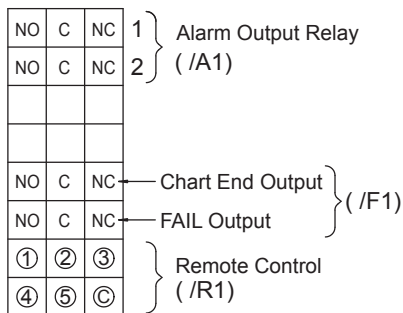 NO C NC 1 Alarm Output Relay
NO C NC 2 ( /A1)
NO C NC Chart End Output
( /F1)
NO C NC FAIL Output
① ② ③ Remote Control
④ ⑤ Ⓒ ( /R1)